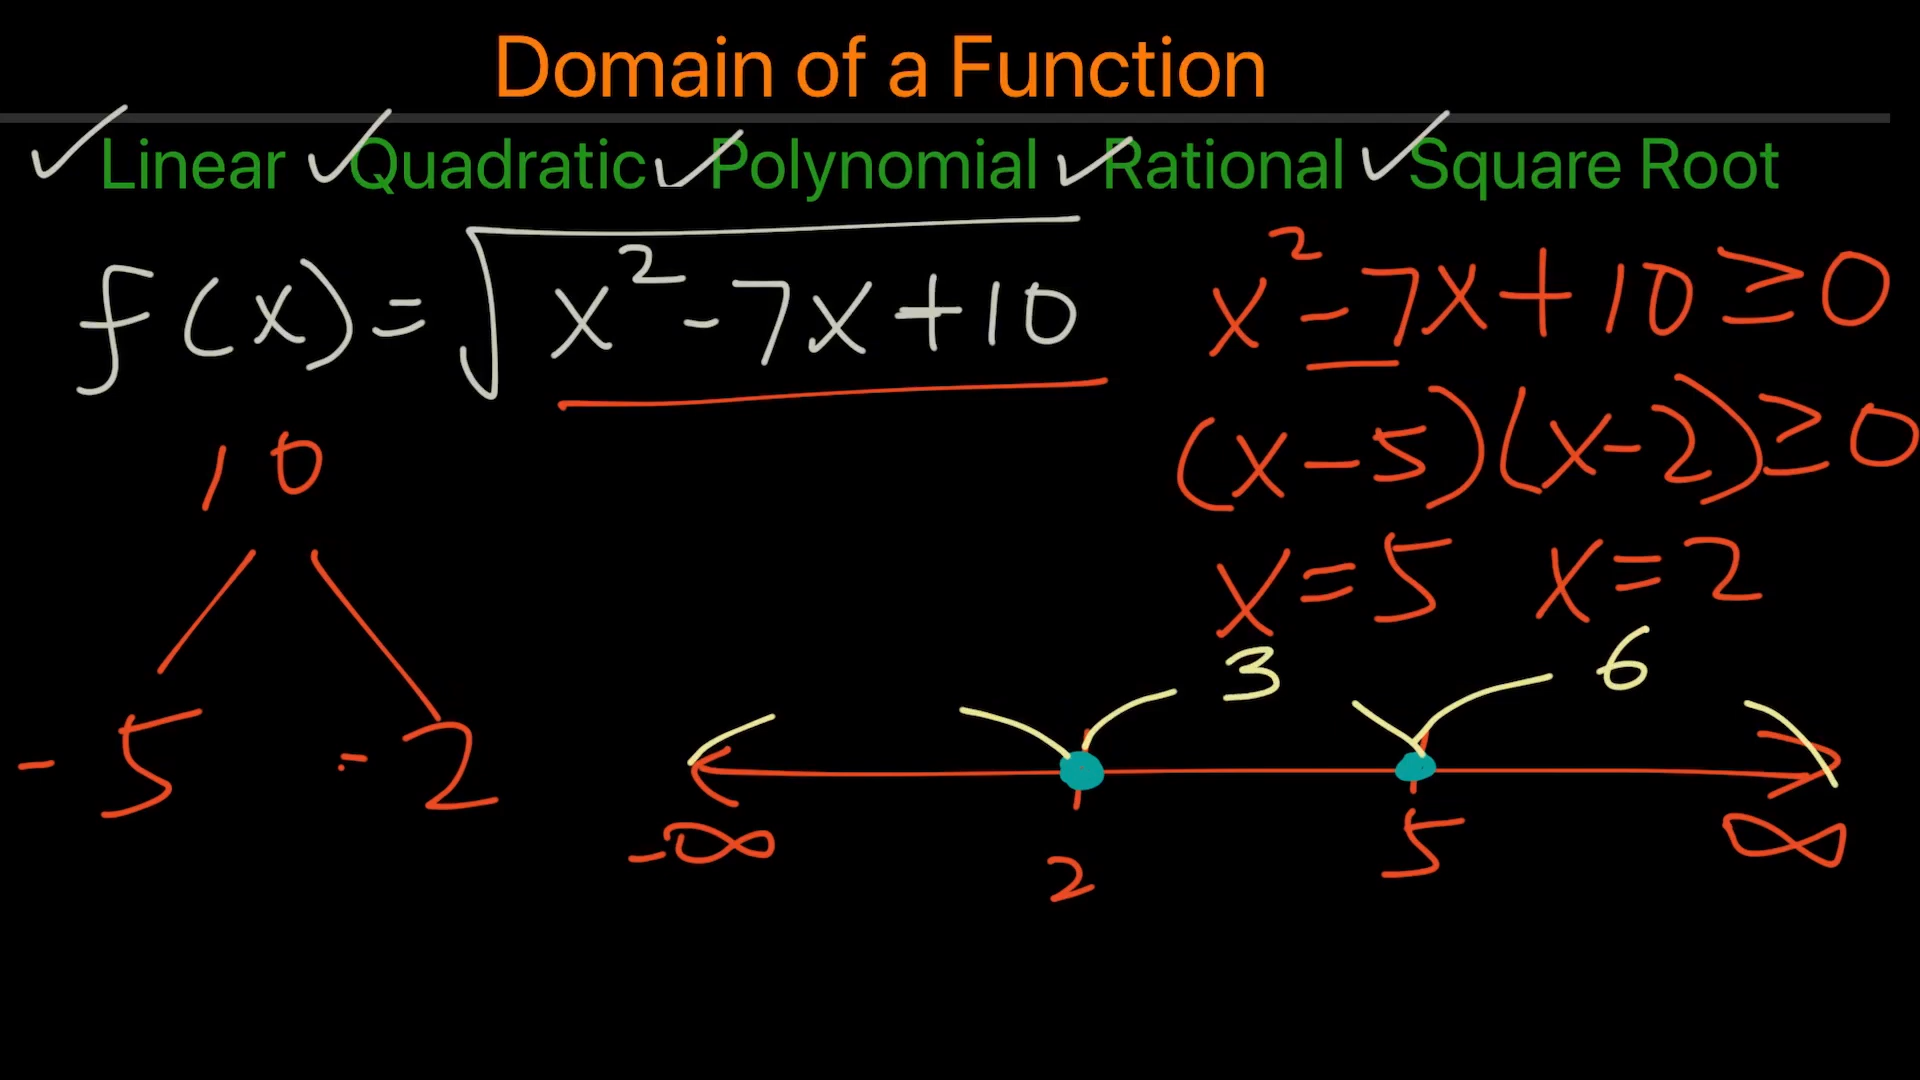 Domain of a Function
Linear Quadratic Polynomial Rational Square Root
f(x)=√(x²-7x+10)
x²-7x+10≥0
(x-5)(x-2)≥0
x=5 x=2
10
-5 -2
3 6
-∞ 2 5 ∞